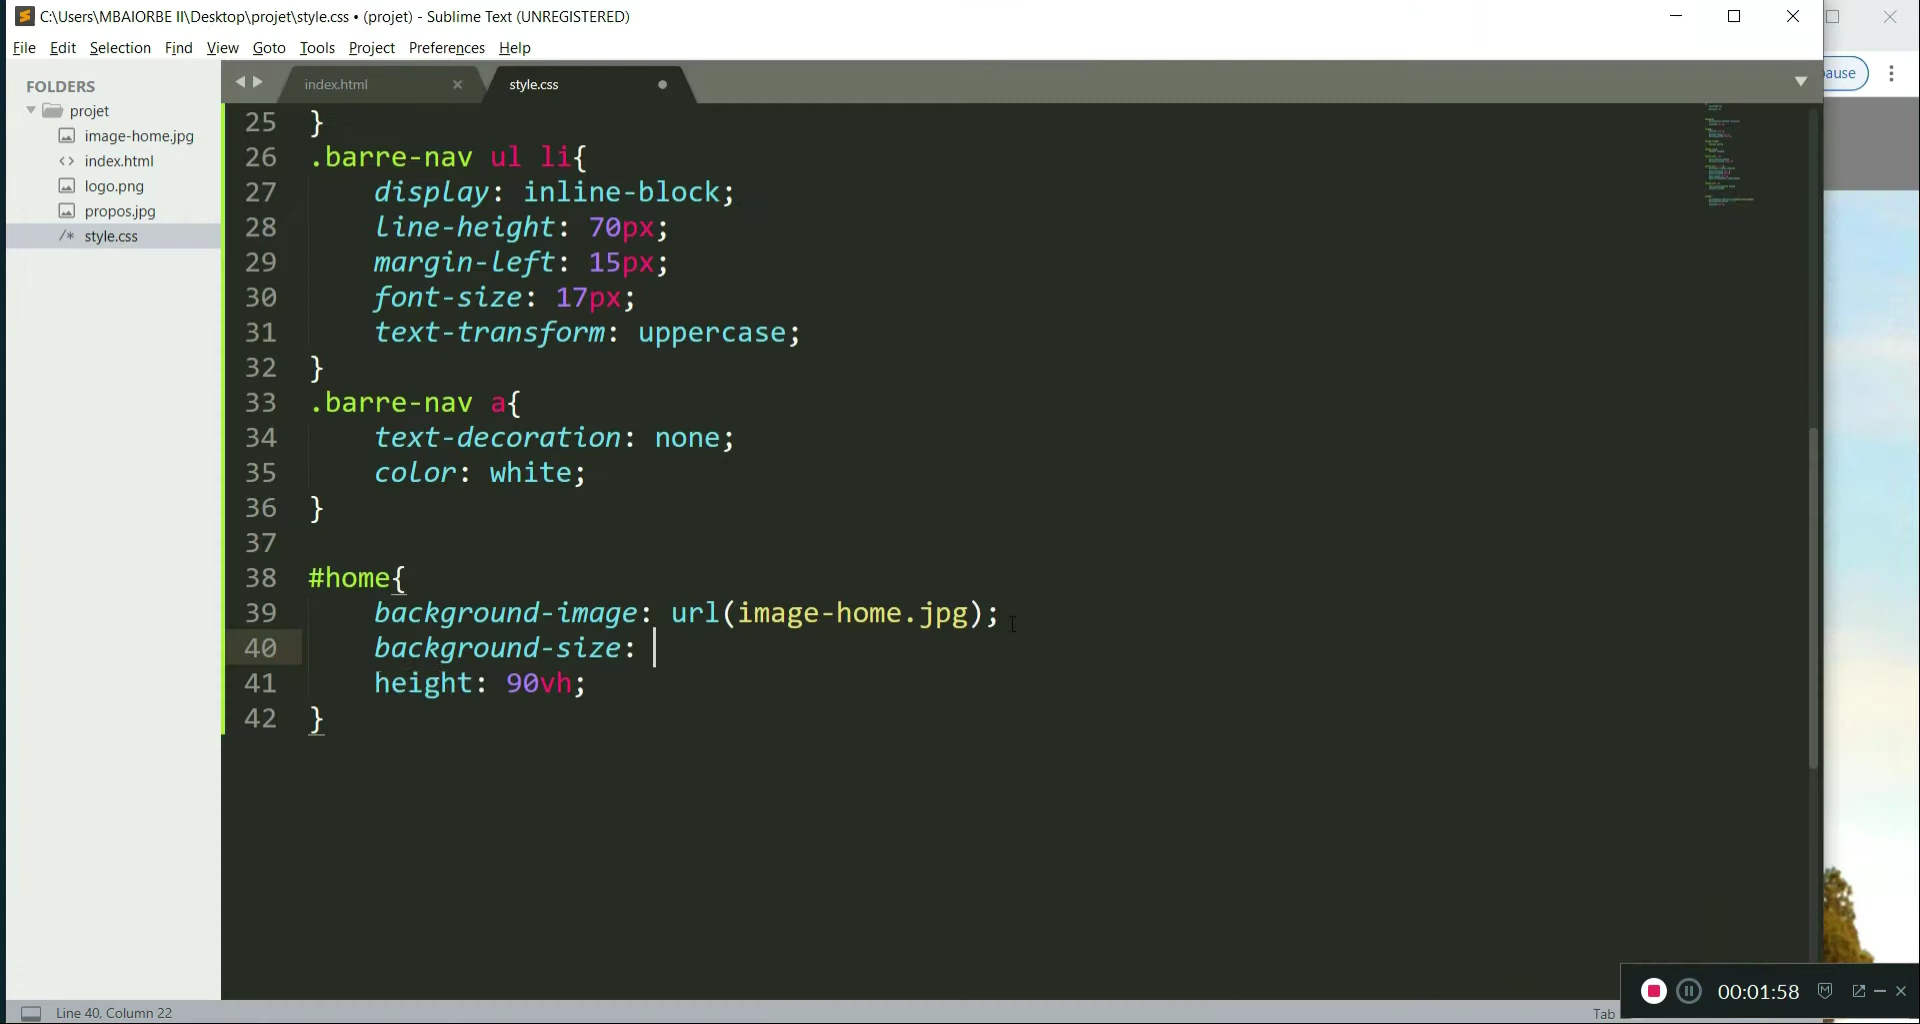 C:\Users\MBAIORBE II\Desktop\projet\style.css • (projet) - Sublime Text (UNREGISTERED)
File Edit Selection Find View Goto Tools Project Preferences Help
FOLDERS
projet
image-home.jpg
index.html
logo.png
propos.jpg
/* style.css
index.html
style.css
ause
25 }
26 .barre-nav ul li{
27 display: inline-block;
28 line-height: 70px;
29 margin-left: 15px;
30 font-size: 17px;
31 text-transform: uppercase;
32 }
33 .barre-nav a{
34 text-decoration: none;
35 color: white;
36 }
37
38 #home{
39 background-image: url(image-home.jpg);
40 background-size:
41 height: 90vh;
42 }
00:01:58
Line 40, Column 22
Tab